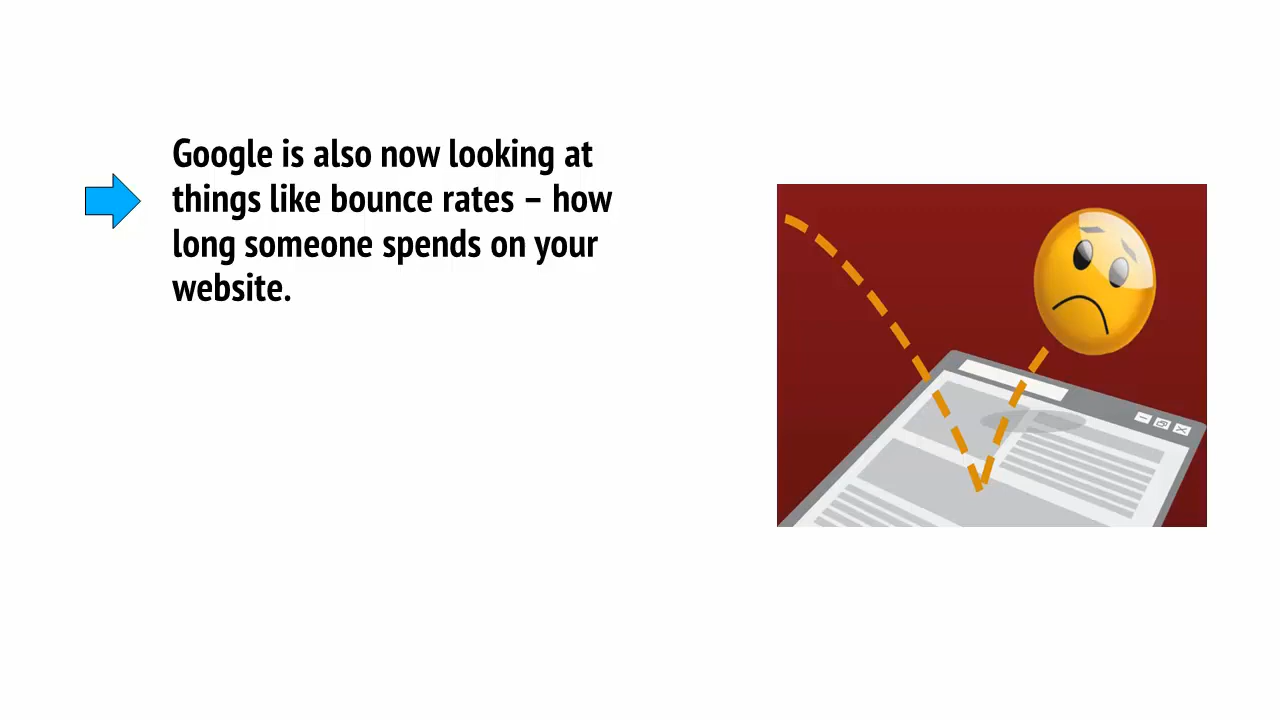 Google is also now looking at
things like bounce rates – how
long someone spends on your
website.